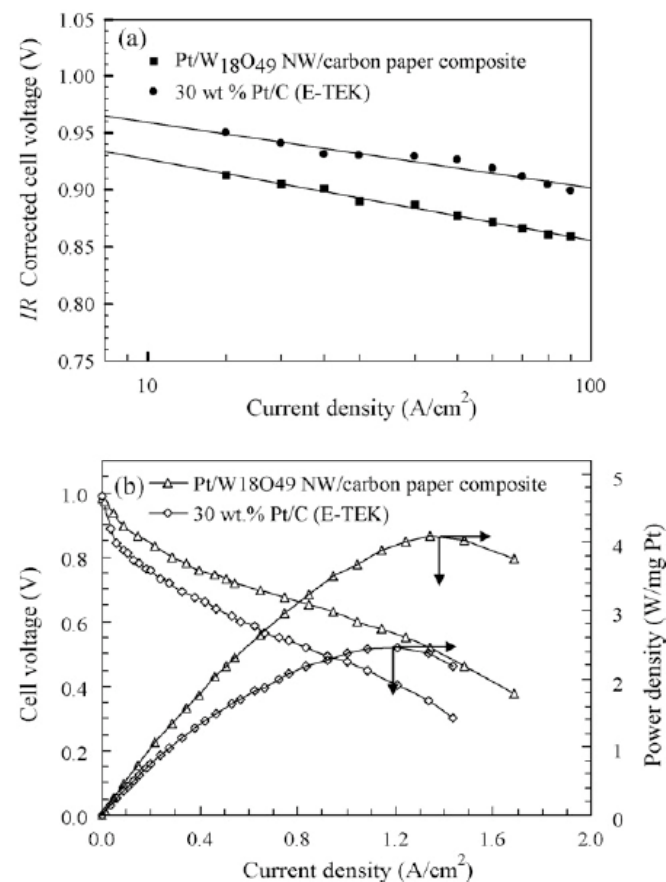 (a)
Pt/W18O49 NW/carbon paper composite
30 wt % Pt/C (E-TEK)
IR Corrected cell voltage (V)
1.05
1.00
0.95
0.90
0.85
0.80
0.75
10
100
Current density (A/cm²)
(b)
Pt/W18O49 NW/carbon paper composite
30 wt.% Pt/C (E-TEK)
Cell voltage (V)
1.0
0.8
0.6
0.4
0.2
0.0
Power density (W/mg Pt)
5
4
3
2
1
0
0.0
0.4
0.8
1.2
1.6
2.0
Current density (A/cm²)